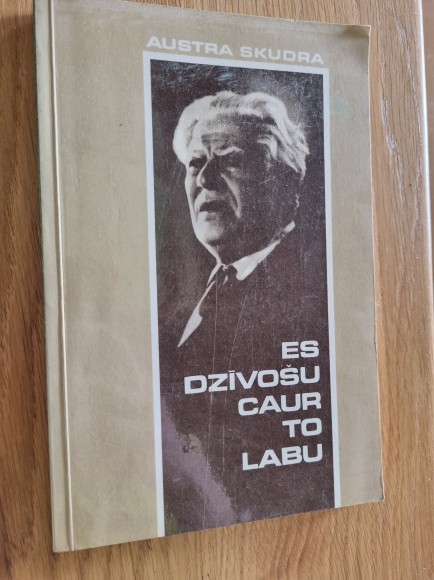 AUSTRA SKUDRA
ES
DZĪVOŠU
CAUR
TO
LABU